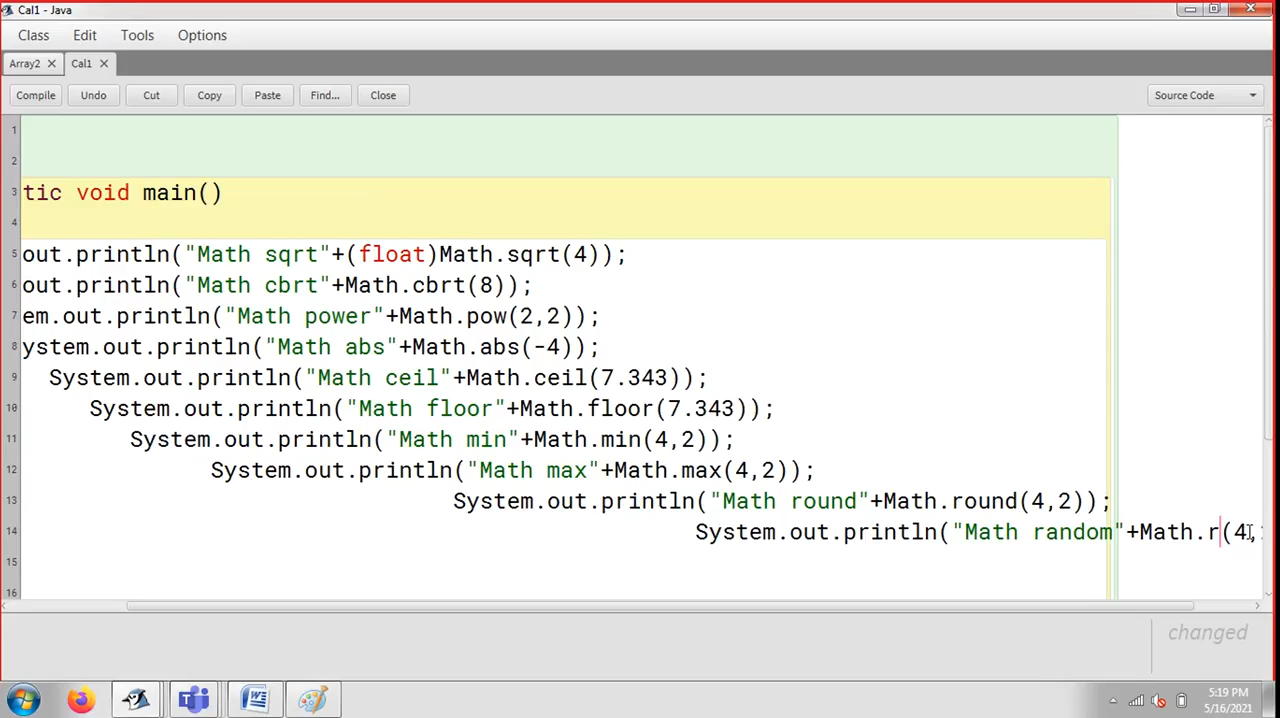 Cal1 - Java
Class Edit Tools Options
Array2 Cal1
Compile Undo Cut Copy Paste Find... Close Source Code
1
2
3 tic void main()
4
5 out.println("Math sqrt"+(float)Math.sqrt(4));
6 out.println("Math cbrt"+Math.cbrt(8));
7 em.out.println("Math power"+Math.pow(2,2));
8 ystem.out.println("Math abs"+Math.abs(-4));
9 System.out.println("Math ceil"+Math.ceil(7.343));
10 System.out.println("Math floor"+Math.floor(7.343));
11 System.out.println("Math min"+Math.min(4,2));
12 System.out.println("Math max"+Math.max(4,2));
13 System.out.println("Math round"+Math.round(4,2));
14 System.out.println("Math random"+Math.r(4,
15
16
changed
5:19 PM
5/16/2021